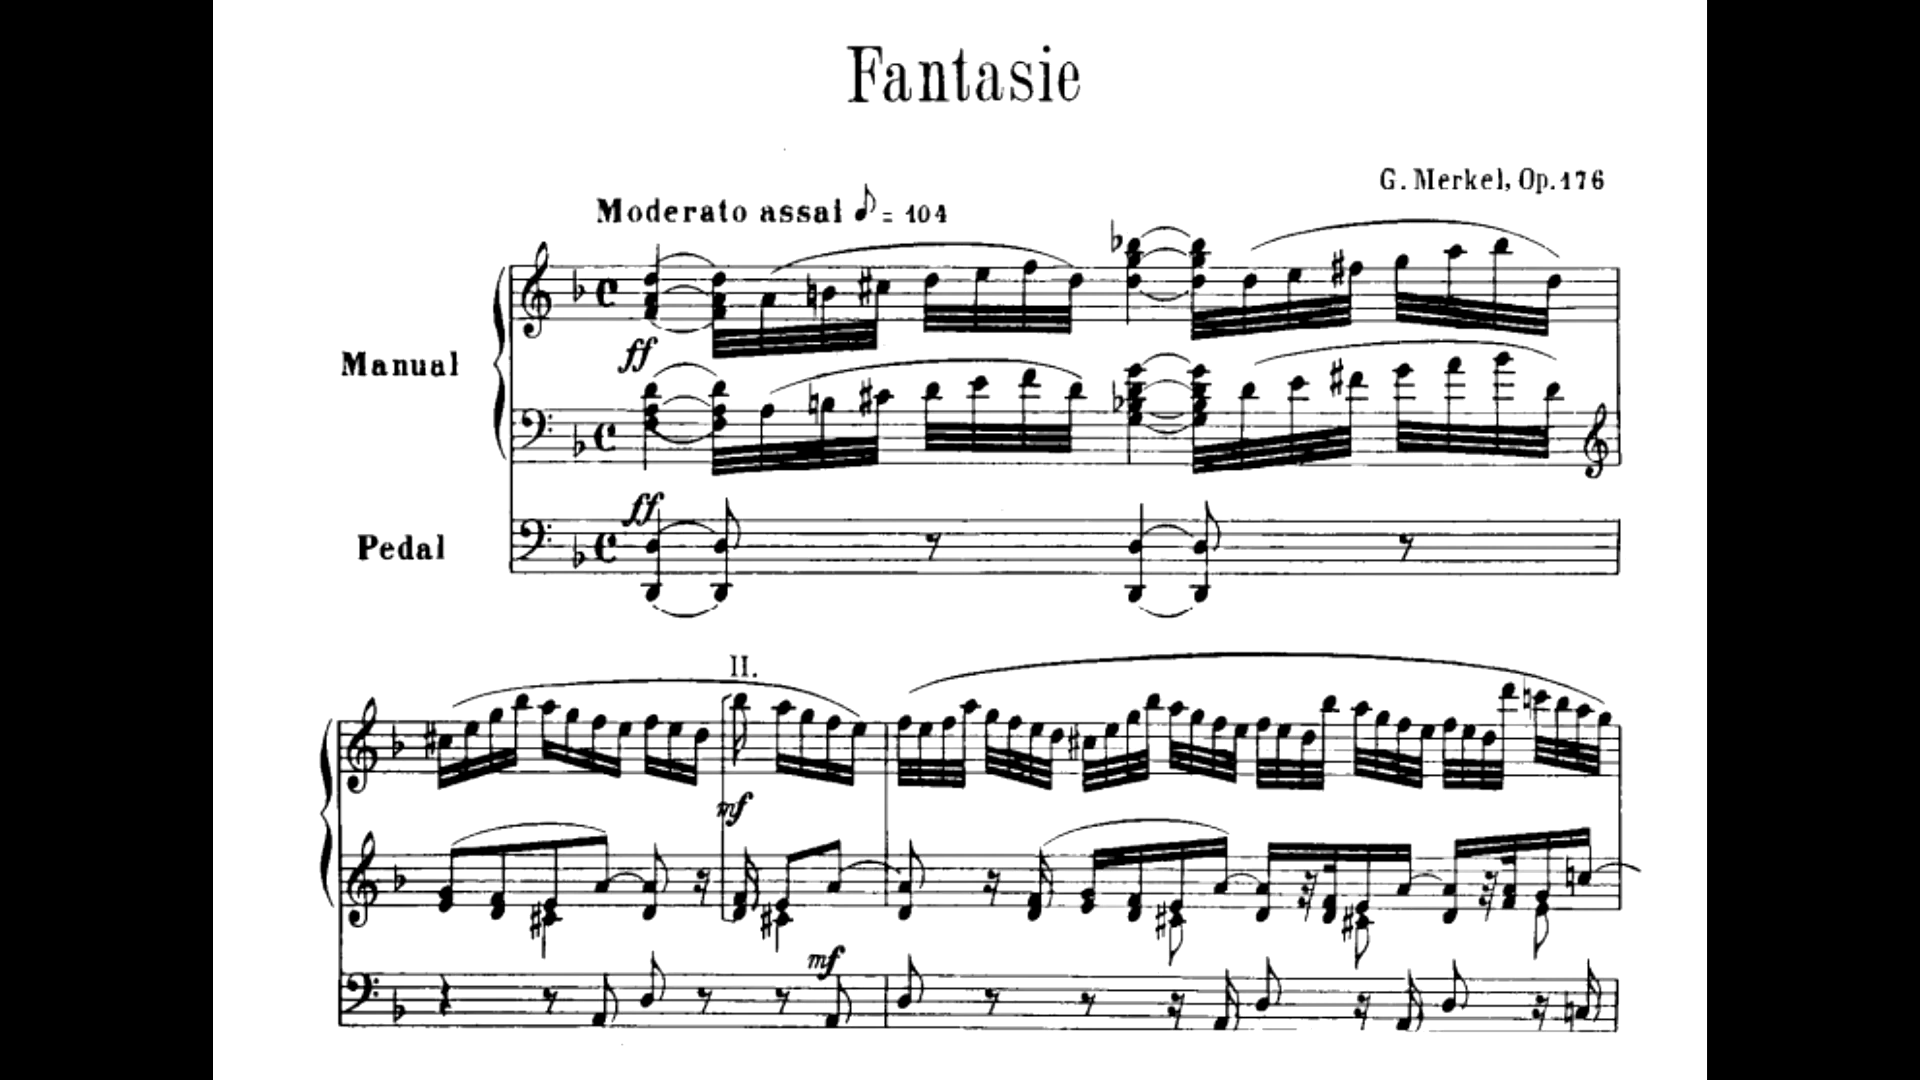 Fantasie
G. Merkel, Op. 176
Moderato assai ♪ = 104
ff
Manual
ff
Pedal
II.
mf
mf